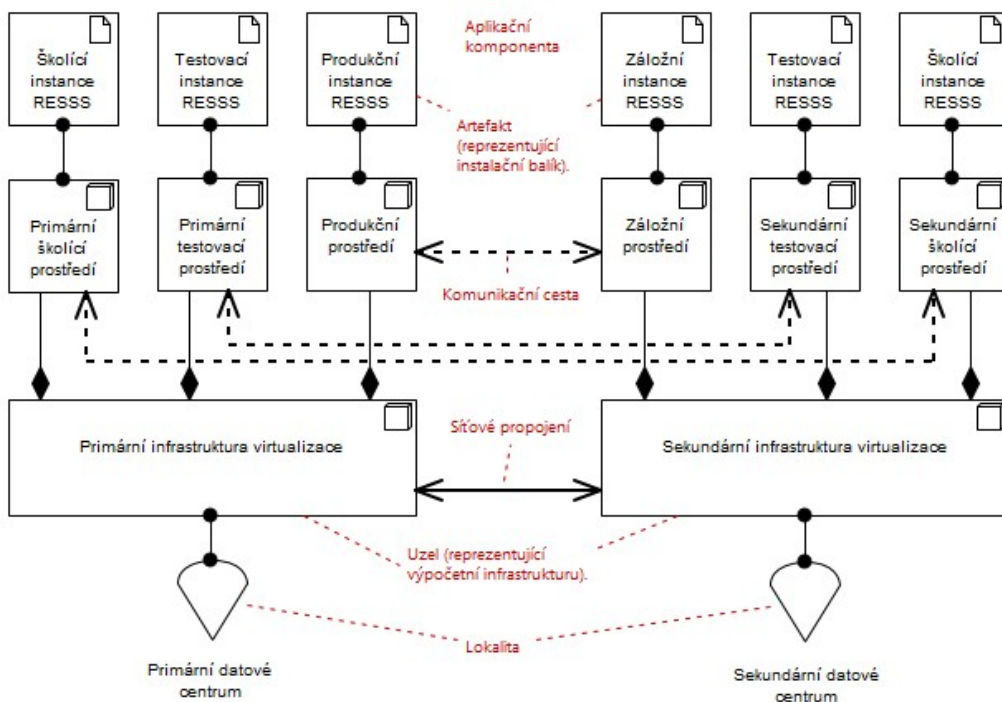 Školící
instance
RESSS
Testovací
instance
RESSS
Produkční
instance
RESSS
Aplikační
komponenta
Záložní
instance
RESSS
Testovací
instance
RESSS
Školící
instance
RESSS
Artefakt
(reprezentující
instalační balík).
Primární
školící
prostředí
Primární
testovací
prostředí
Produkční
prostředí
Záložní
prostředí
Sekundární
testovací
prostředí
Sekundární
školící
prostředí
Komunikační cesta
Primární infrastruktura virtualizace
Síťové propojení
Sekundární infrastruktura virtualizace
Uzel (reprezentující
výpočetní infrastrukturu).
Lokalita
Primární datové
centrum
Sekundární datové
centrum